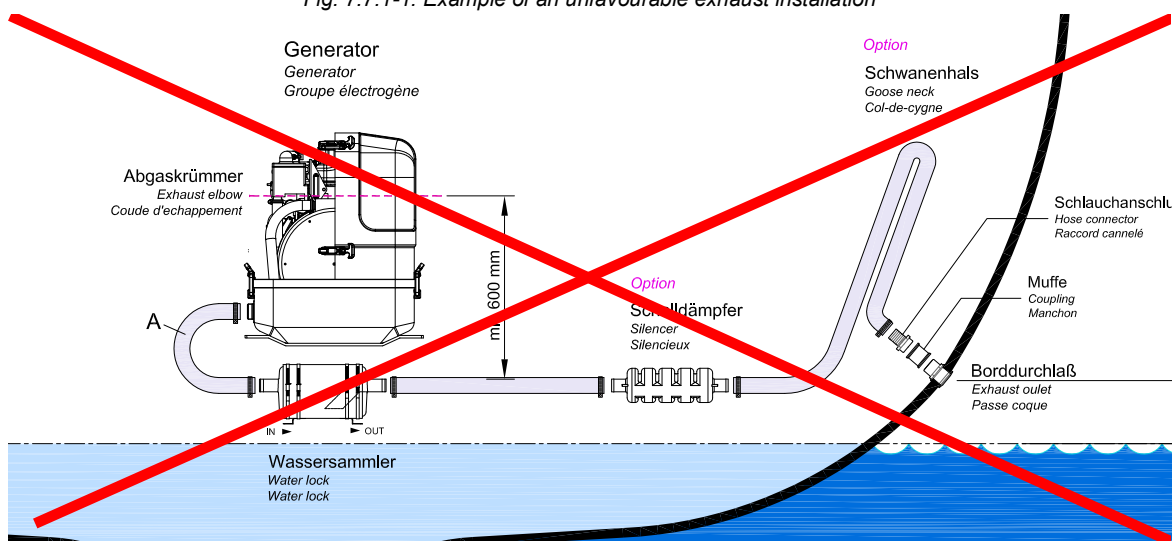 Fig. 7.7.1-1: Example of an unfavourable exhaust installation
Generator
Generator
Groupe électrogène
Option
Schwanenhals
Goose neck
Col-de-cygne
Abgaskrümmer
Exhaust elbow
Coude d'echappement
Schlauchanschlu
Hose connector
Raccord cannelé
600 mm
Option
Schalldämpfer
Silencer
Silencieux
Muffe
Coupling
Manchon
A
Borddurchlaß
Exhaust oulet
Passe coque
IN
OUT
Wassersammler
Water lock
Water lock